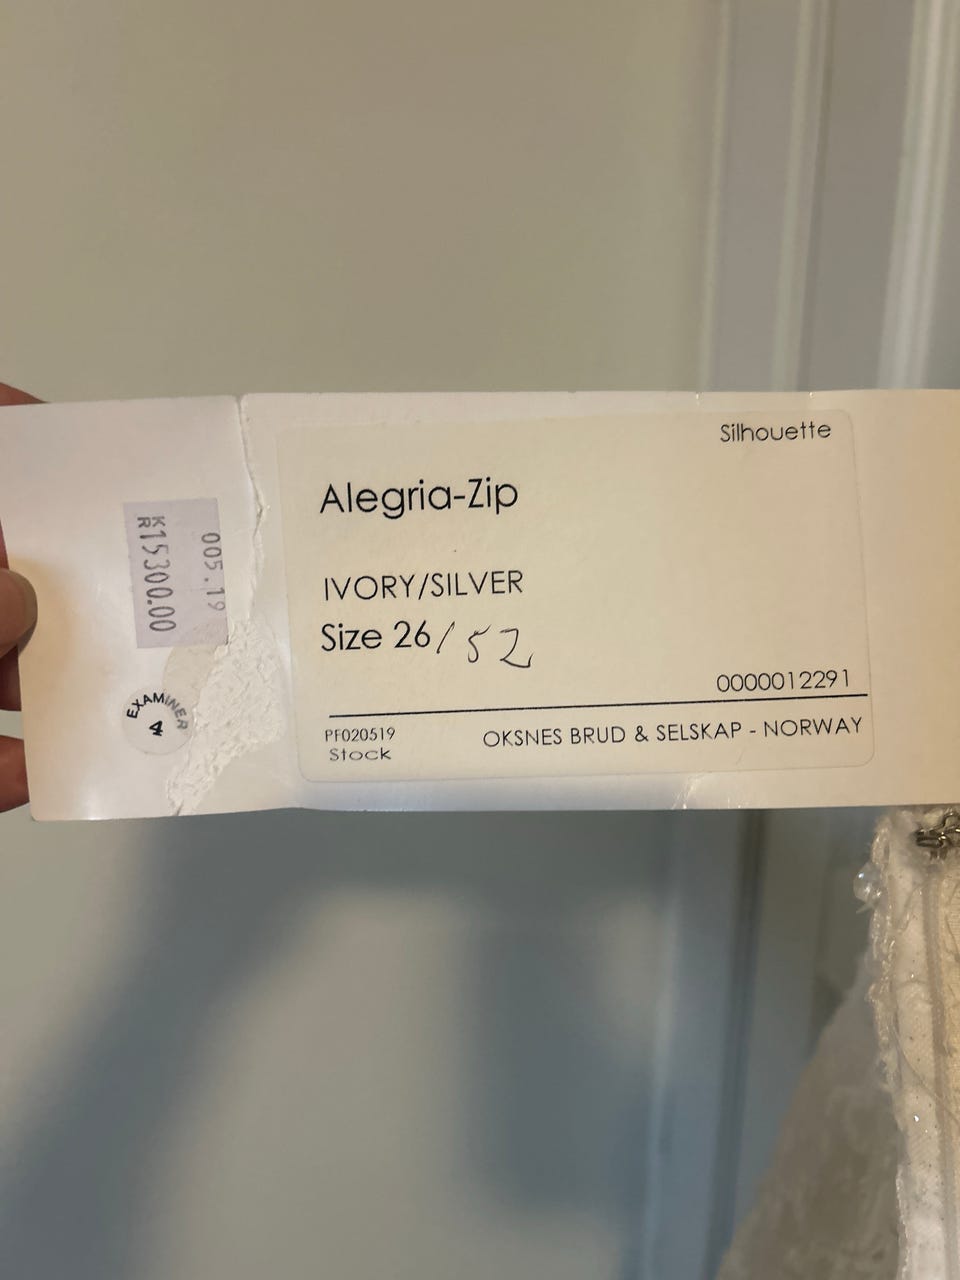 Silhouette
Alegria-Zip
IVORY/SILVER
Size 26/52
0000012291
PF020519
Stock
OKSNES BRUD & SELSKAP - NORWAY
005.19
KR15300.00
EXAMINER
4